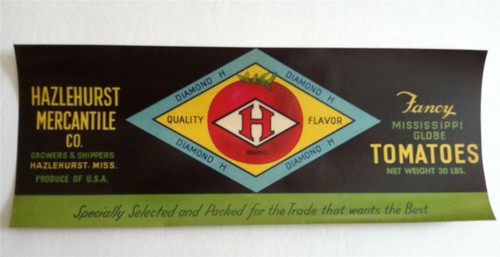 HAZLEHURST
MERCANTILE
CO.
GROWERS & SHIPPERS
HAZLEHURST, MISS.
PRODUCE OF U.S.A.
DIAMOND H
DIAMOND H
QUALITY
H
FLAVOR
BRAND
DIAMOND H
DIAMOND H
Fancy
MISSISSIPPI
GLOBE
TOMATOES
NET WEIGHT 30 LBS.
Specially Selected and Packed for the Trade that wants the Best